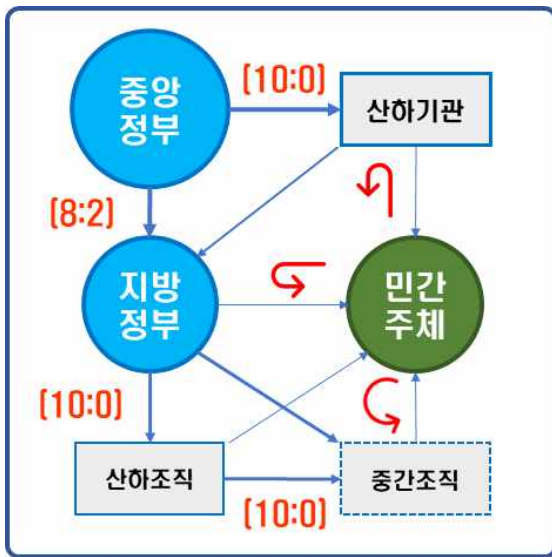 중앙
정부
[10:0]
산하기관
[8:2]
지방
정부
민간
주체
[10:0]
산하조직
[10:0]
중간조직